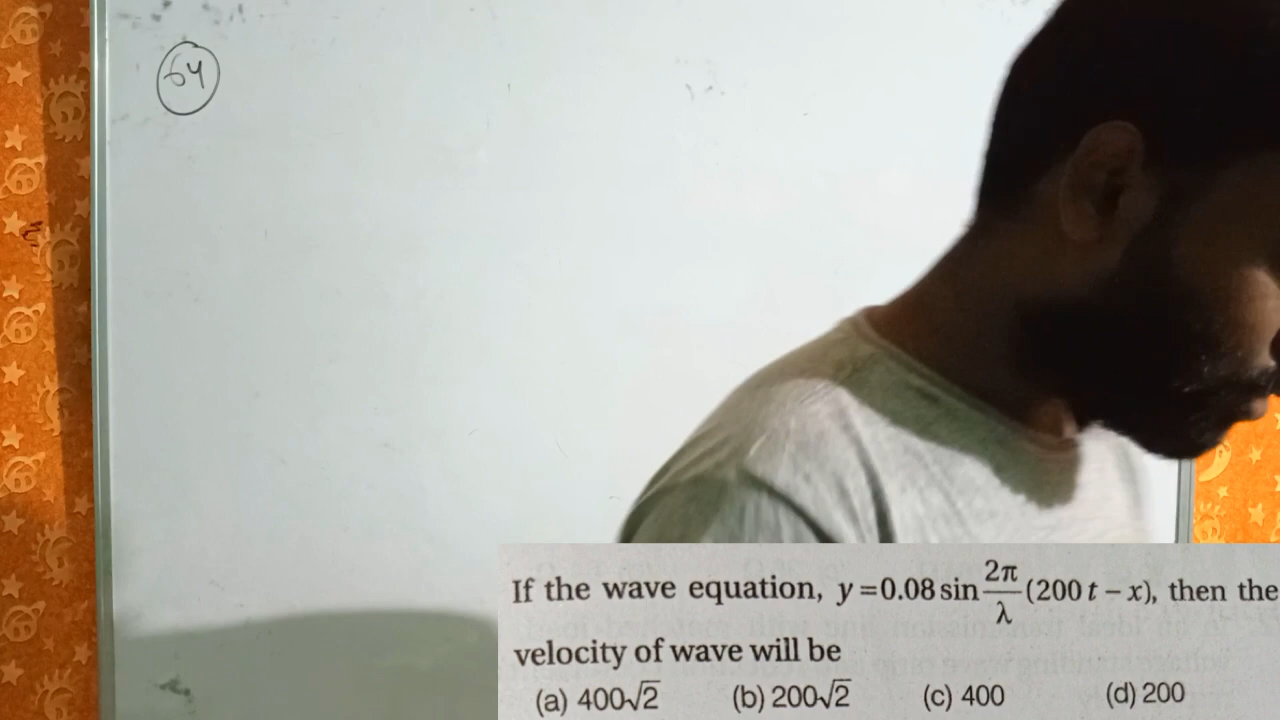 64
If the wave equation, y=0.08 sin 2π/λ (200 t – x), then the
velocity of wave will be
(a) 400√2 (b) 200√2 (c) 400 (d) 200